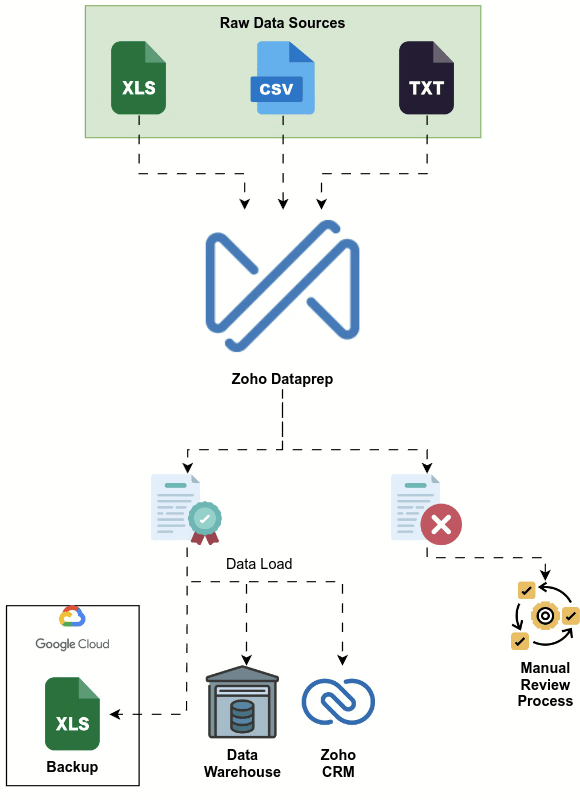 Raw Data Sources
XLS
CSV
TXT
Zoho Dataprep
Data Load
Google Cloud
XLS
Backup
Data
Warehouse
Zoho
CRM
Manual
Review
Process